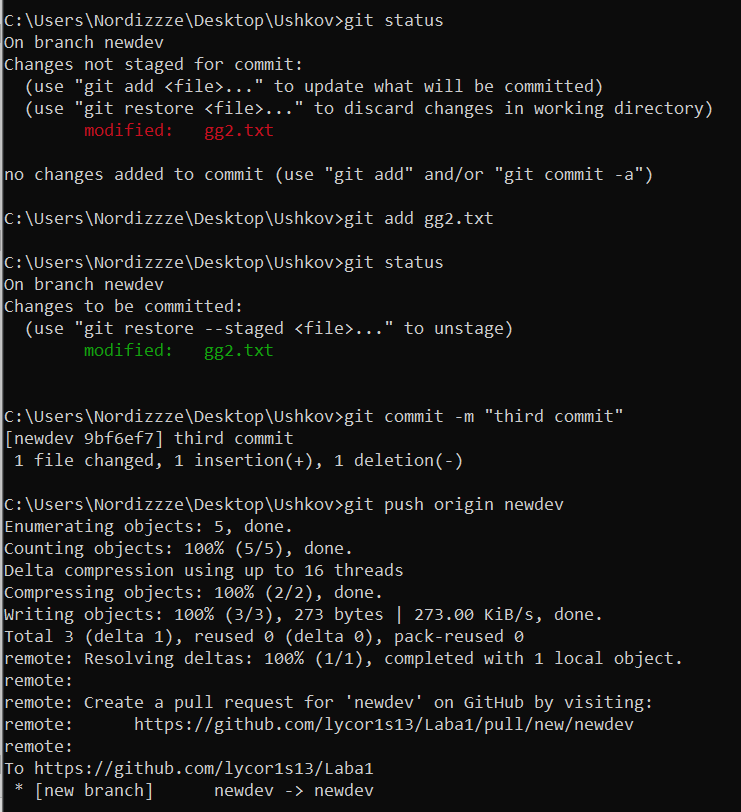 C:\Users\Nordizzze\Desktop\Ushkov>git status
On branch newdev
Changes not staged for commit:
  (use "git add <file>..." to update what will be committed)
  (use "git restore <file>..." to discard changes in working directory)
        modified:   gg2.txt

no changes added to commit (use "git add" and/or "git commit -a")

C:\Users\Nordizzze\Desktop\Ushkov>git add gg2.txt

C:\Users\Nordizzze\Desktop\Ushkov>git status
On branch newdev
Changes to be committed:
  (use "git restore --staged <file>..." to unstage)
        modified:   gg2.txt


C:\Users\Nordizzze\Desktop\Ushkov>git commit -m "third commit"
[newdev 9bf6ef7] third commit
 1 file changed, 1 insertion(+), 1 deletion(-)

C:\Users\Nordizzze\Desktop\Ushkov>git push origin newdev
Enumerating objects: 5, done.
Counting objects: 100% (5/5), done.
Delta compression using up to 16 threads
Compressing objects: 100% (2/2), done.
Writing objects: 100% (3/3), 273 bytes | 273.00 KiB/s, done.
Total 3 (delta 1), reused 0 (delta 0), pack-reused 0
remote: Resolving deltas: 100% (1/1), completed with 1 local object.
remote:
remote: Create a pull request for 'newdev' on GitHub by visiting:
remote:      https://github.com/lycor1s13/Laba1/pull/new/newdev
remote:
To https://github.com/lycor1s13/Laba1
 * [new branch]      newdev -> newdev